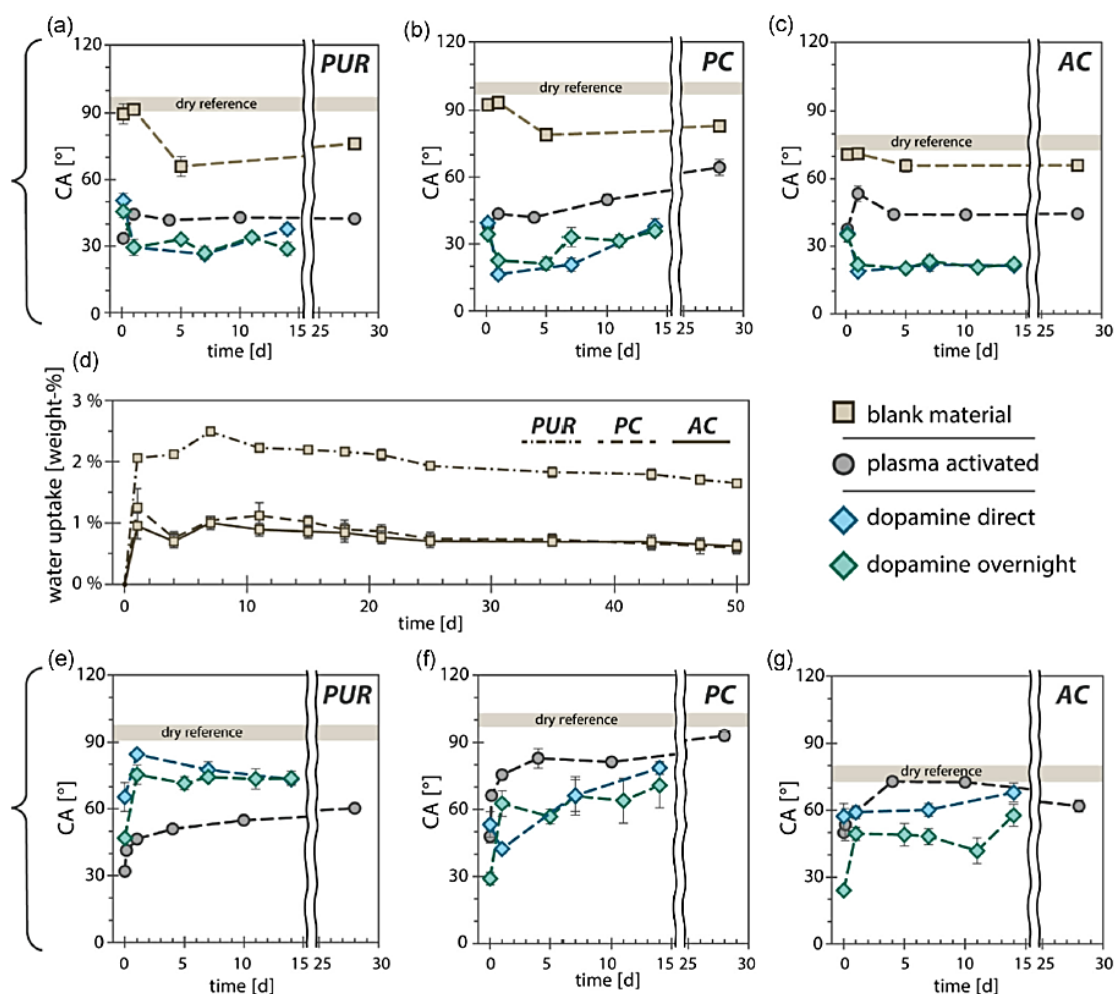 (a)
120
90
60
30
0
CA [°]
PUR
dry reference
0 5 10 15 25 30
time [d]
(b)
120
90
60
30
0
CA [°]
PC
dry reference
0 5 10 15 25 30
time [d]
(c)
120
90
60
30
0
CA [°]
AC
dry reference
0 5 10 15 25 30
time [d]
(d)
3 %
2 %
1 %
0 %
water uptake [weight-%]
PUR PC AC
0 10 20 30 40 50
time [d]
blank material
plasma activated
dopamine direct
dopamine overnight
(e)
120
90
60
30
0
CA [°]
PUR
dry reference
0 5 10 15 25 30
time [d]
(f)
120
90
60
30
0
CA [°]
PC
dry reference
0 5 10 15 25 30
time [d]
(g)
120
90
60
30
0
CA [°]
AC
dry reference
0 5 10 15 25 30
time [d]